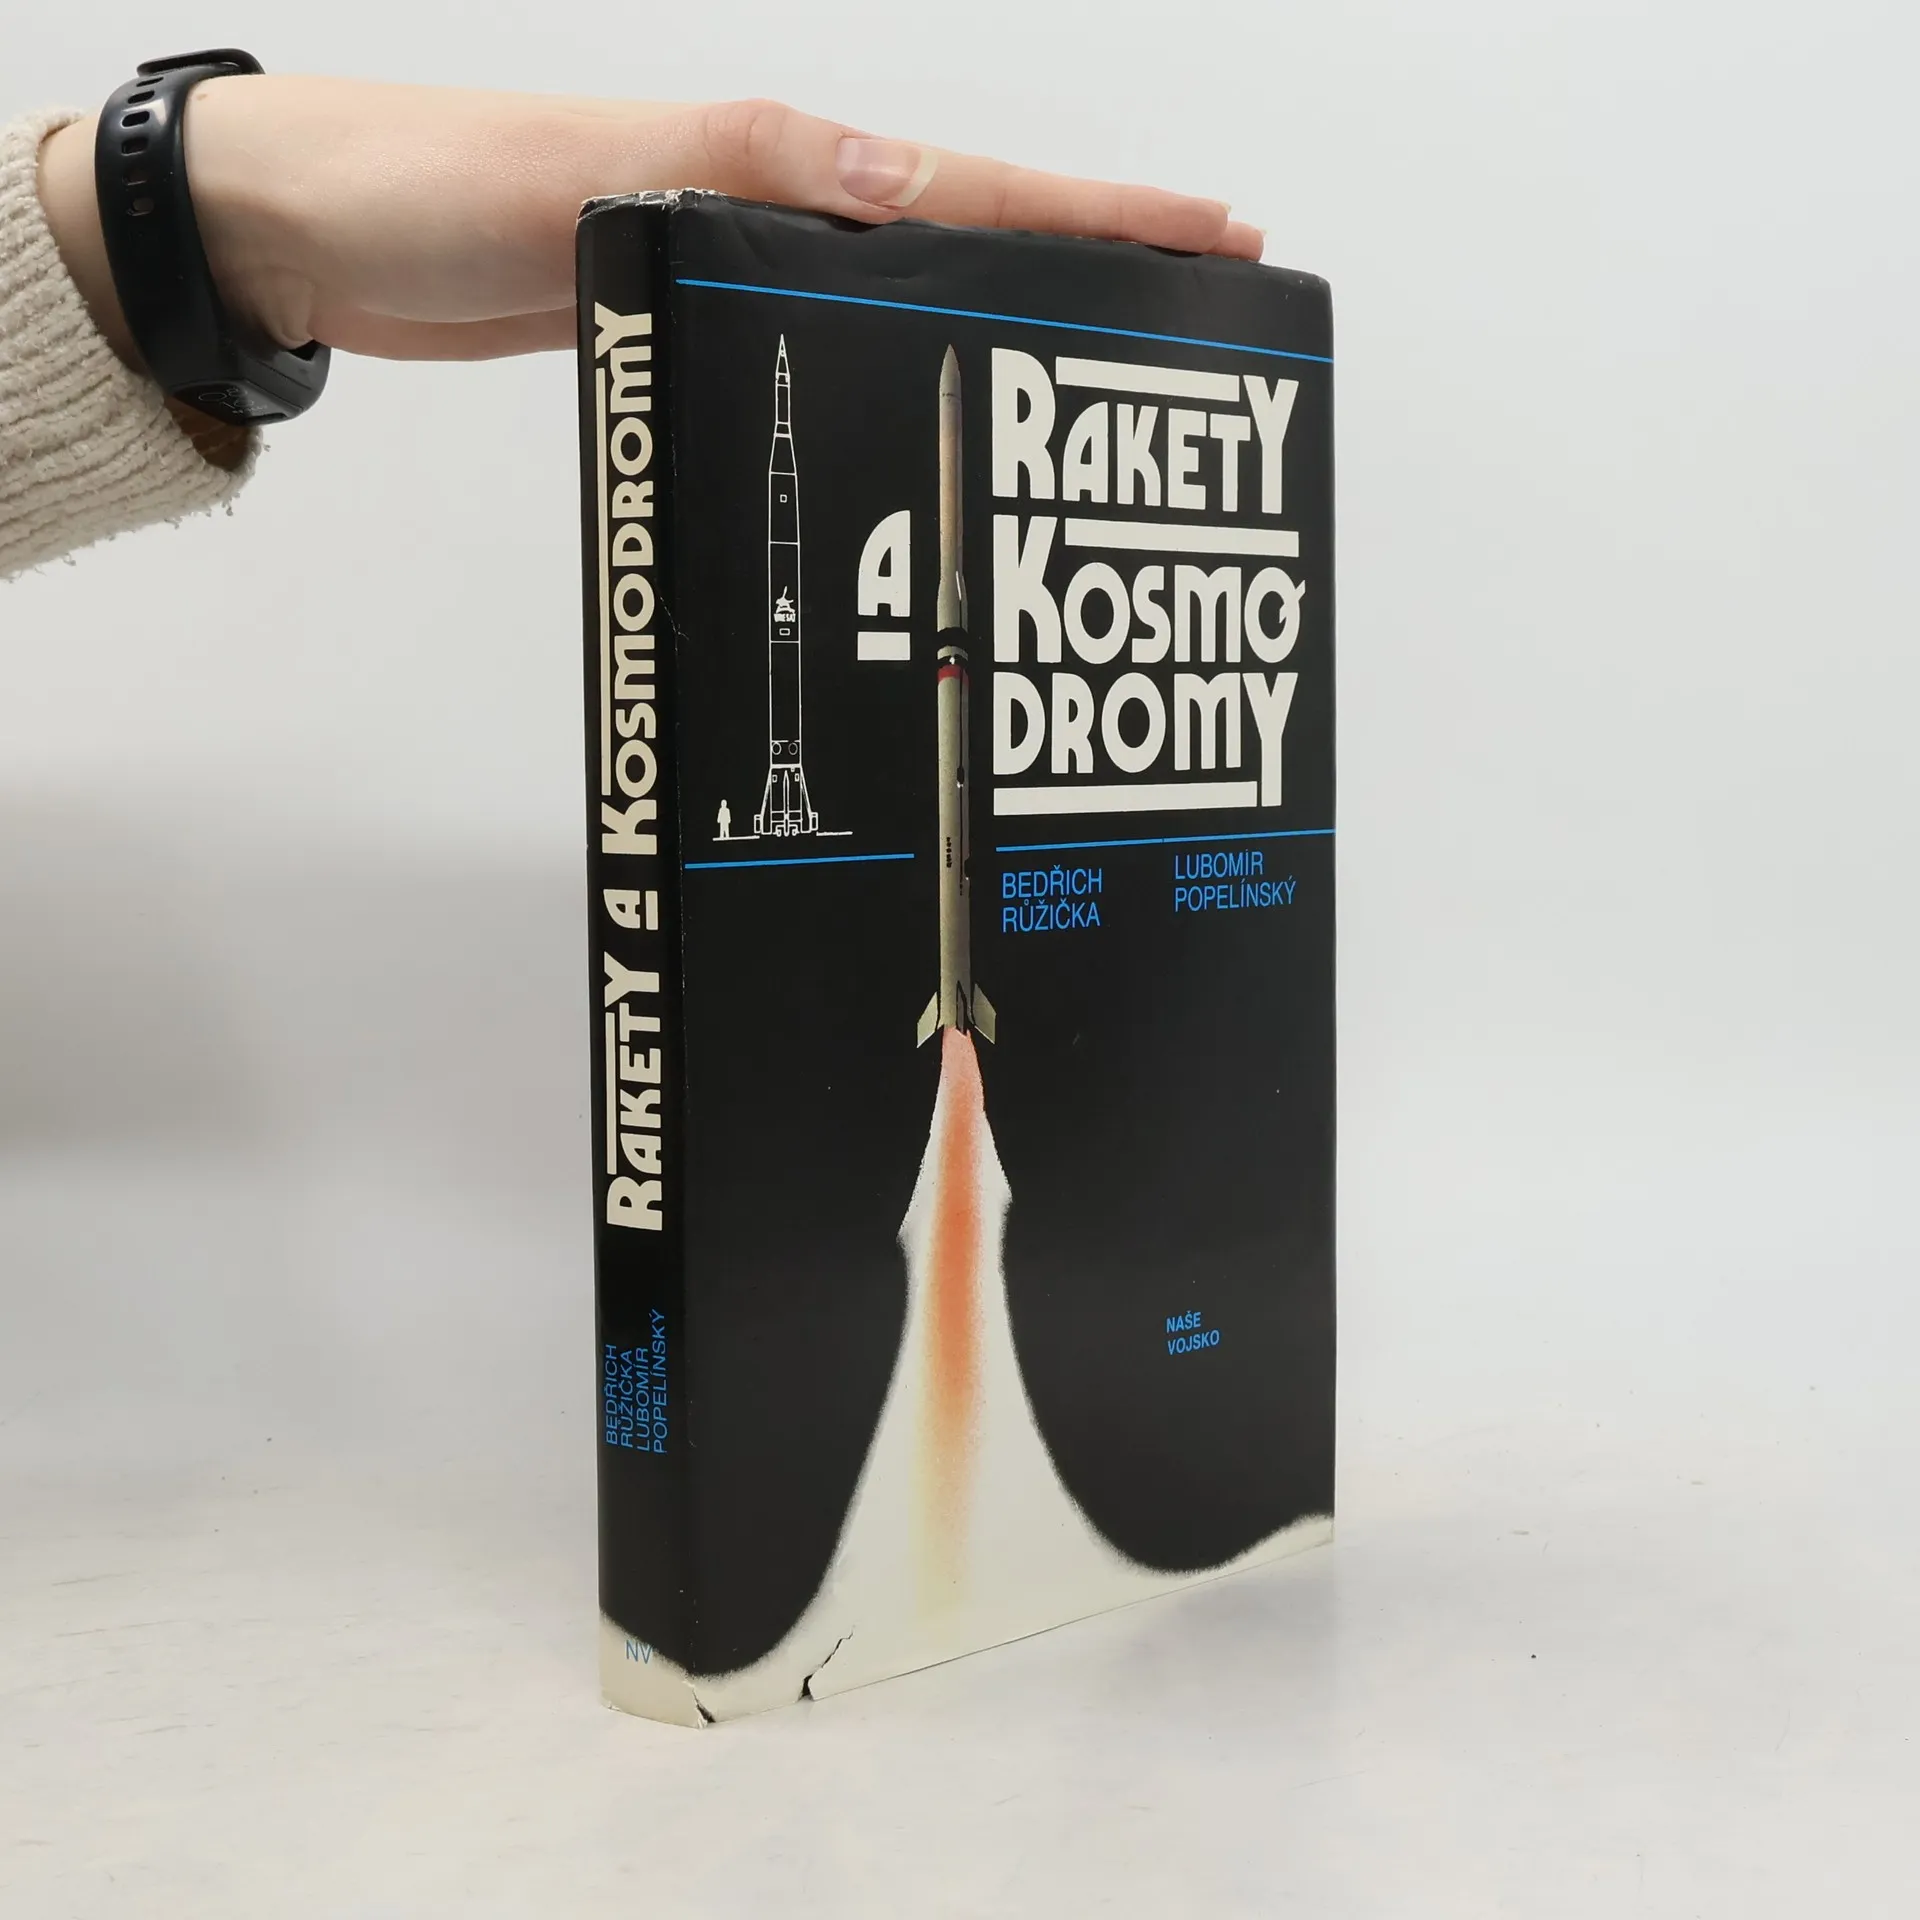 RAKETY A KOSMODROMY
BEDŘICH
RŮŽIČKA
LUBOMÍR
POPELÍNSKÝ
NV
RAKETY
A
KOSMO
DROMY
BEDŘICH
RŮŽIČKA
LUBOMÍR
POPELÍNSKÝ
NAŠE
VOJSKO